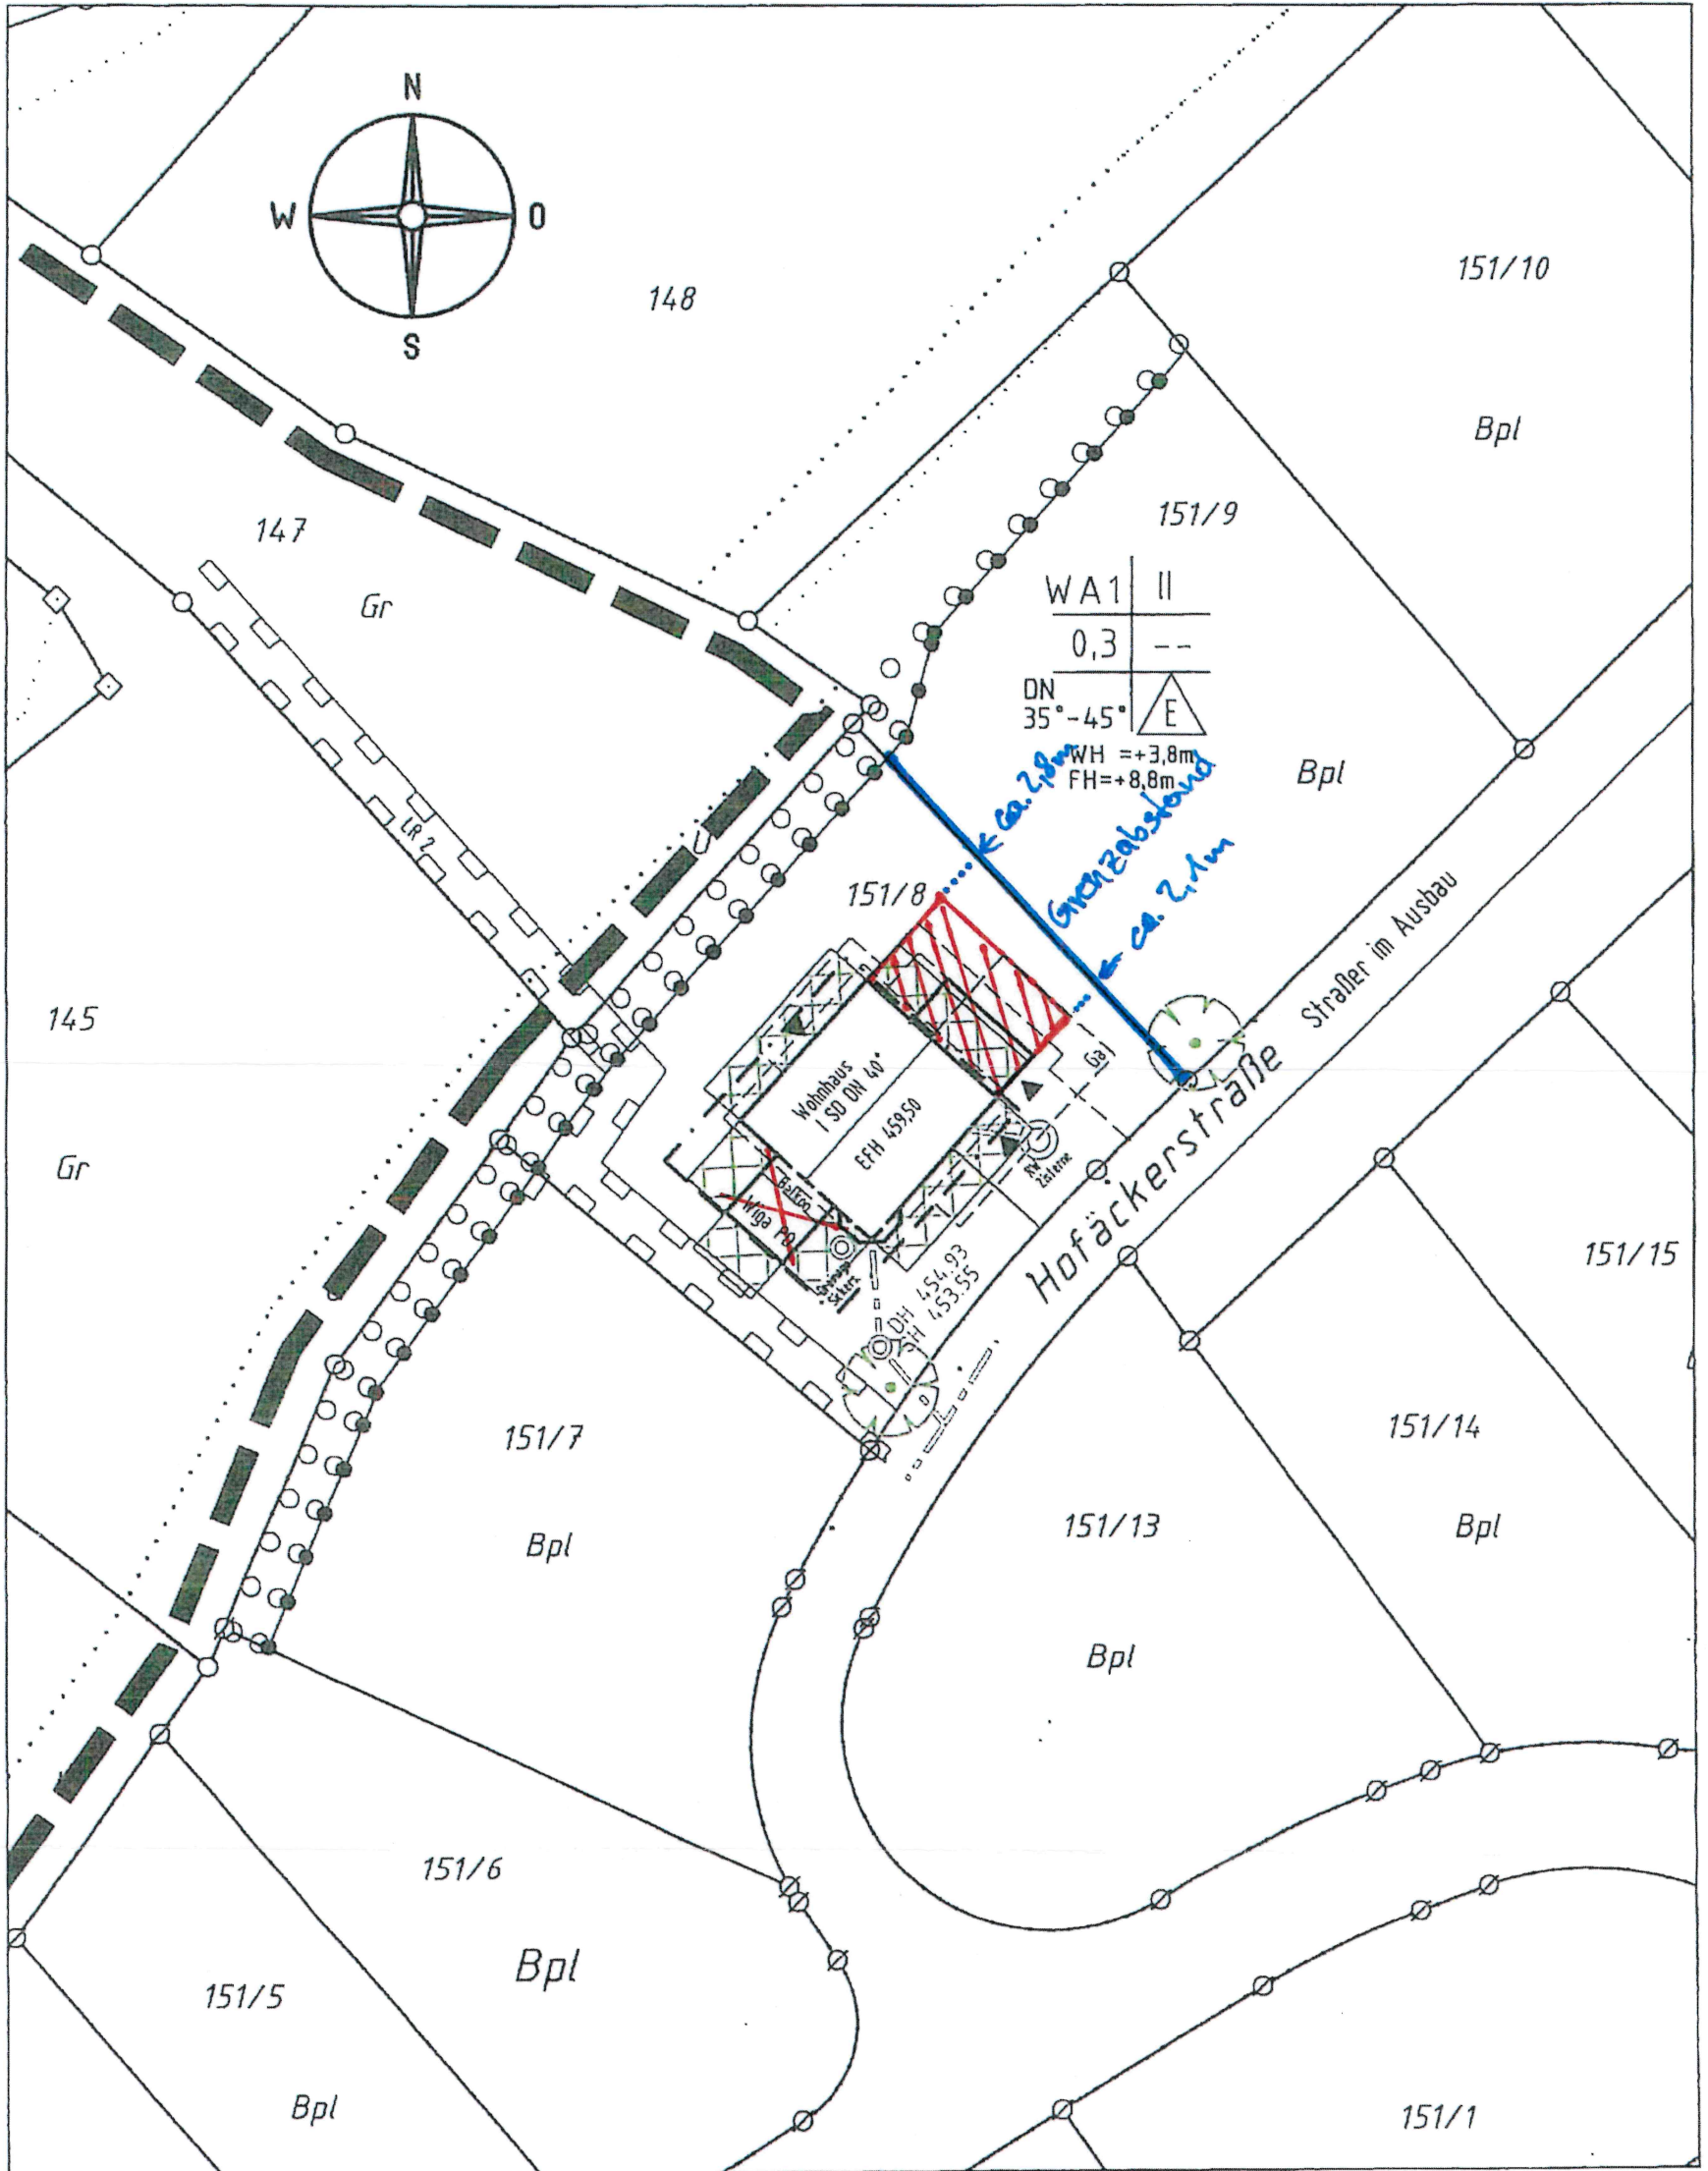 N
W
O
S
148
151/10
Bpl
147
Gr
151/9
WA1 II
0,3 --
DN
35°-45° E
WH =+3,8m
FH=+8,8m
Bpl
ca. 2,8m
Grenzabstand
ca. 2,1m
LR 2
151/8
Straßer im Ausbau
145
Gr
Wohnhaus
I SD DN 40°
EFH 459,50
Ga
RW
Zisterne
Balkon
Wiga
Hofäckerstraße
DH 454.93
SH 453.55
151/15
151/7
Bpl
151/14
Bpl
151/13
Bpl
151/6
Bpl
151/5
Bpl
151/1